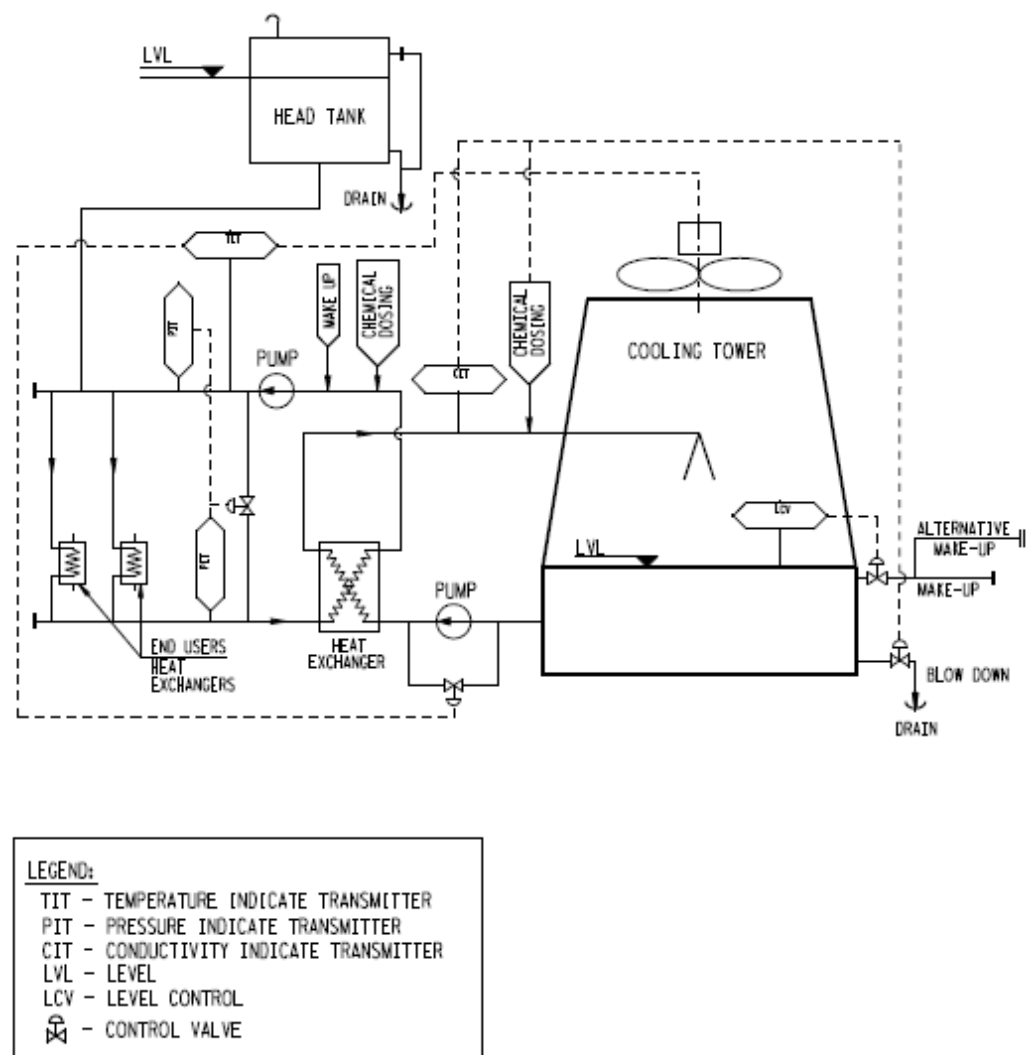 LVL
HEAD TANK
DRAIN
TIT
PIT
MAKE UP
CHEMICAL
DOSING
PUMP
CIT
CHEMICAL
DOSING
COOLING TOWER
PIT
LCV
LVL
ALTERNATIVE
MAKE-UP
MAKE-UP
PUMP
HEAT
EXCHANGER
END USERS
HEAT
EXCHANGERS
BLOW DOWN
DRAIN
LEGEND:
TIT - TEMPERATURE INDICATE TRANSMITTER
PIT - PRESSURE INDICATE TRANSMITTER
CIT - CONDUCTIVITY INDICATE TRANSMITTER
LVL - LEVEL
LCV - LEVEL CONTROL
- CONTROL VALVE